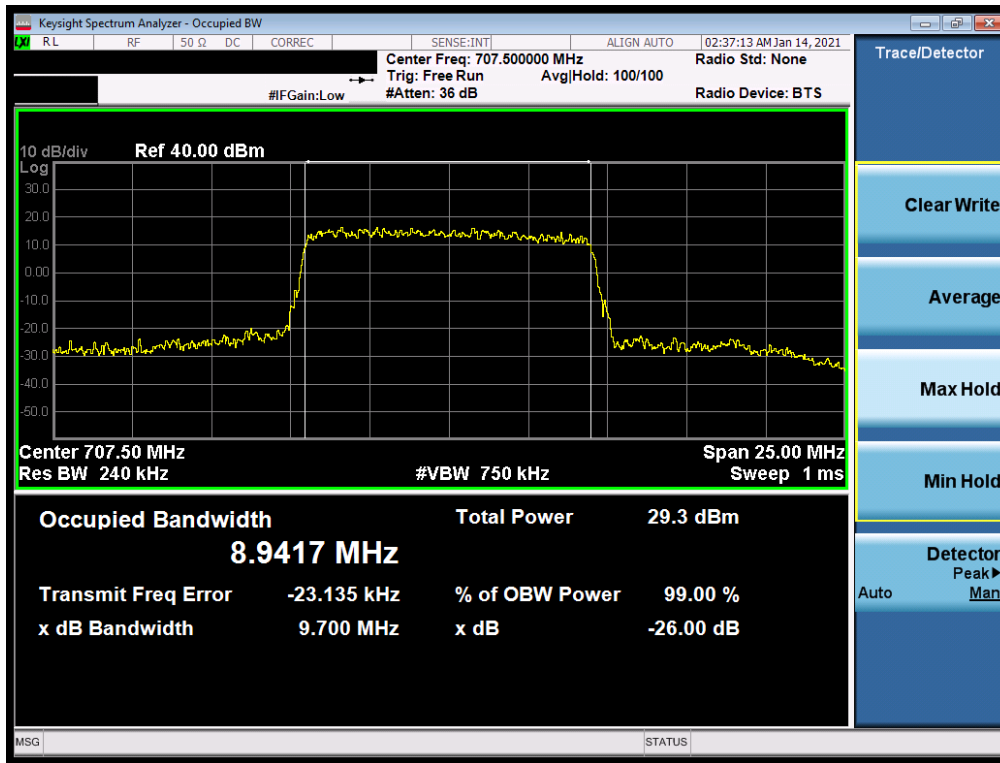 Keysight Spectrum Analyzer - Occupied BW
LXI RL RF 50 Ω DC CORREC SENSE:INT ALIGN AUTO 02:37:13 AM Jan 14, 2021
Center Freq: 707.500000 MHz Radio Std: None
Trig: Free Run Avg|Hold: 100/100
#IFGain:Low #Atten: 36 dB Radio Device: BTS
10 dB/div Ref 40.00 dBm
Log
30.0
20.0
10.0
0.00
-10.0
-20.0
-30.0
-40.0
-50.0
Center 707.50 MHz Span 25.00 MHz
Res BW 240 kHz #VBW 750 kHz Sweep 1 ms
Occupied Bandwidth Total Power 29.3 dBm
8.9417 MHz
Transmit Freq Error -23.135 kHz % of OBW Power 99.00 %
x dB Bandwidth 9.700 MHz x dB -26.00 dB
MSG STATUS
Trace/Detector
Clear Write
Average
Max Hold
Min Hold
Detector
Peak▶
Auto Man